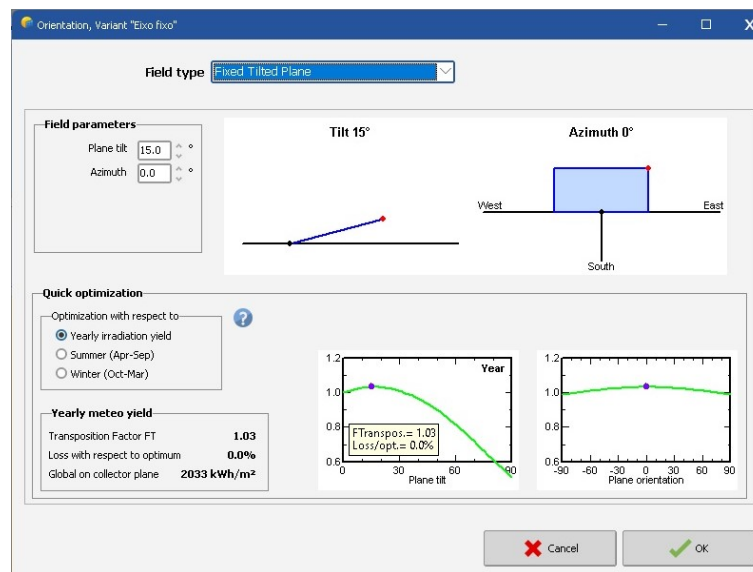 Orientation, Variant "Eixo fixo"
Field type Fixed Tilted Plane
Field parameters
Plane tilt 15.0 °
Azimuth 0.0 °
Tilt 15°
Azimuth 0°
West East
South
Quick optimization
Optimization with respect to
Yearly irradiation yield
Summer (Apr-Sep)
Winter (Oct-Mar)
Yearly meteo yield
Transposition Factor FT 1.03
Loss with respect to optimum 0.0%
Global on collector plane 2033 kWh/m²
Year
1.2
1.0
0.8
0.6
FTranspos.= 1.03
Loss/opt.= 0.0%
0 30 60 90
Plane tilt
1.2
1.0
0.8
0.6
-90 -60 -30 0 30 60 90
Plane orientation
Cancel OK